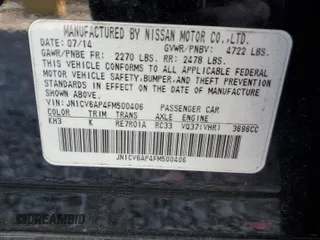 MANUFACTURED BY NISSAN MOTOR CO.,LTD.
DATE: 07/14 GVWR/PNBV: 4722 LBS.
GAWR/PNBE FR: 2270 LBS. RR: 2478 LBS.
THIS VEHICLE CONFORMS TO ALL APPLICABLE FEDERAL
MOTOR VEHICLE SAFETY,BUMPER,AND THEFT PREVENTION
STANDARDS IN EFFECT ON THE DATE OF MANUFACTURE
SHOWN ABOVE.
VIN: JN1CV6AP4FM500406 PASSENGER CAR
COLOR TRIM TRANS AXLE ENGINE
KH3 K RE7R01A RC33 VQ37(VHR) 3696CC
JN1CV6AP4FM500406
DREAMBID